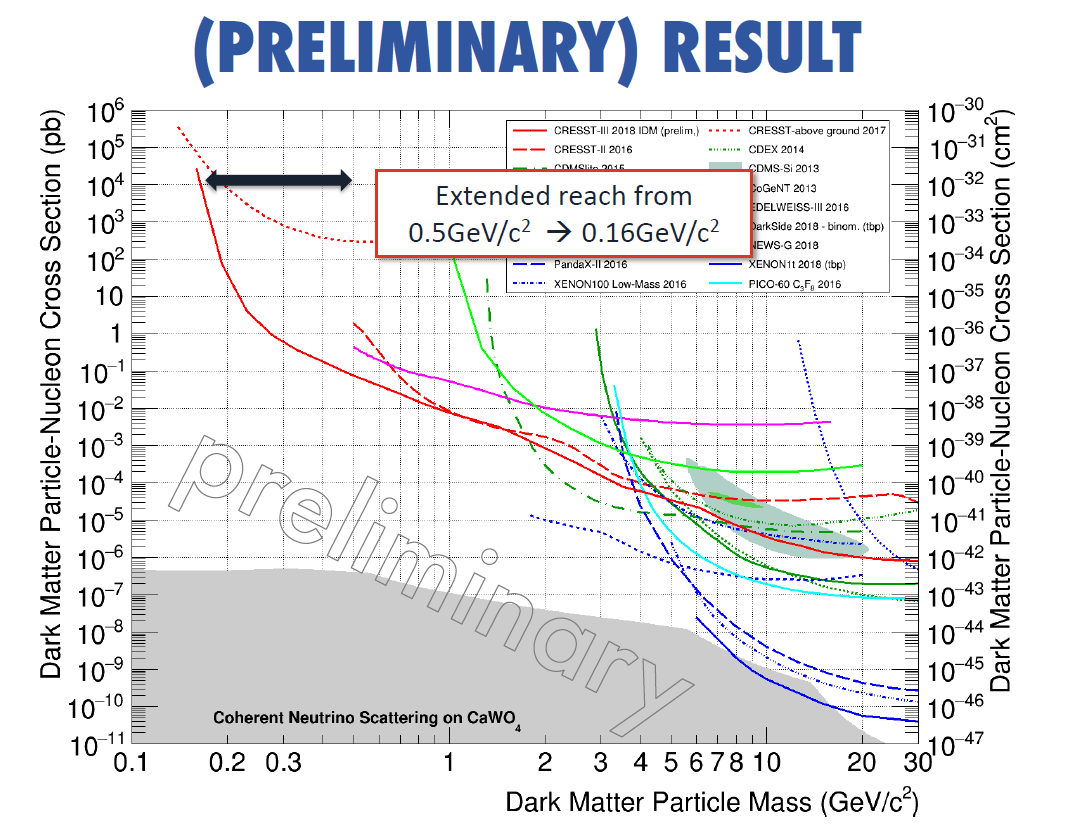 (PRELIMINARY) RESULT
Dark Matter Particle-Nucleon Cross Section (pb)
10⁶
10⁵
10⁴
10³
10²
10
1
10⁻¹
10⁻²
10⁻³
10⁻⁴
10⁻⁵
10⁻⁶
10⁻⁷
10⁻⁸
10⁻⁹
10⁻¹⁰
10⁻¹¹
CRESST-III 2018 IDM (prelim,)
CRESST-above ground 2017
CRESST-II 2016
CDEX 2014
CDMSlite 2015
CDMS-Si 2013
CoGeNT 2013
EDELWEISS-III 2016
DarkSide 2018 - binom. (tbp)
NEWS-G 2018
PandaX-II 2016
XENON1t 2018 (tbp)
XENON100 Low-Mass 2016
PICO-60 C₃F₈ 2016
Extended reach from
0.5GeV/c² → 0.16GeV/c²
preliminary
Coherent Neutrino Scattering on CaWO₄
10⁻³⁰
10⁻³¹
10⁻³²
10⁻³³
10⁻³⁴
10⁻³⁵
10⁻³⁶
10⁻³⁷
10⁻³⁸
10⁻³⁹
10⁻⁴⁰
10⁻⁴¹
10⁻⁴²
10⁻⁴³
10⁻⁴⁴
10⁻⁴⁵
10⁻⁴⁶
10⁻⁴⁷
Dark Matter Particle-Nucleon Cross Section (cm²)
0.1 0.2 0.3 1 2 3 4 5 6 7 8 10 20 30
Dark Matter Particle Mass (GeV/c²)